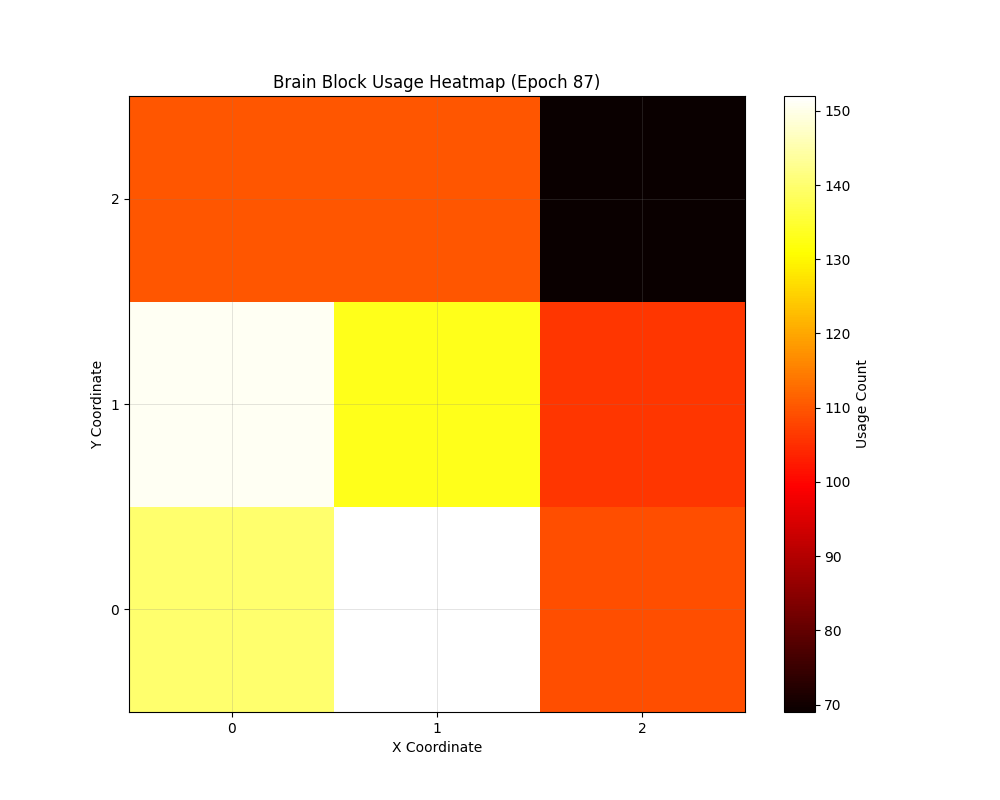 Brain Block Usage Heatmap (Epoch 87)
150
140
2
130
120
Y Coordinate
1
110
Usage Count
100
90
0
80
70
0 1 2
X Coordinate